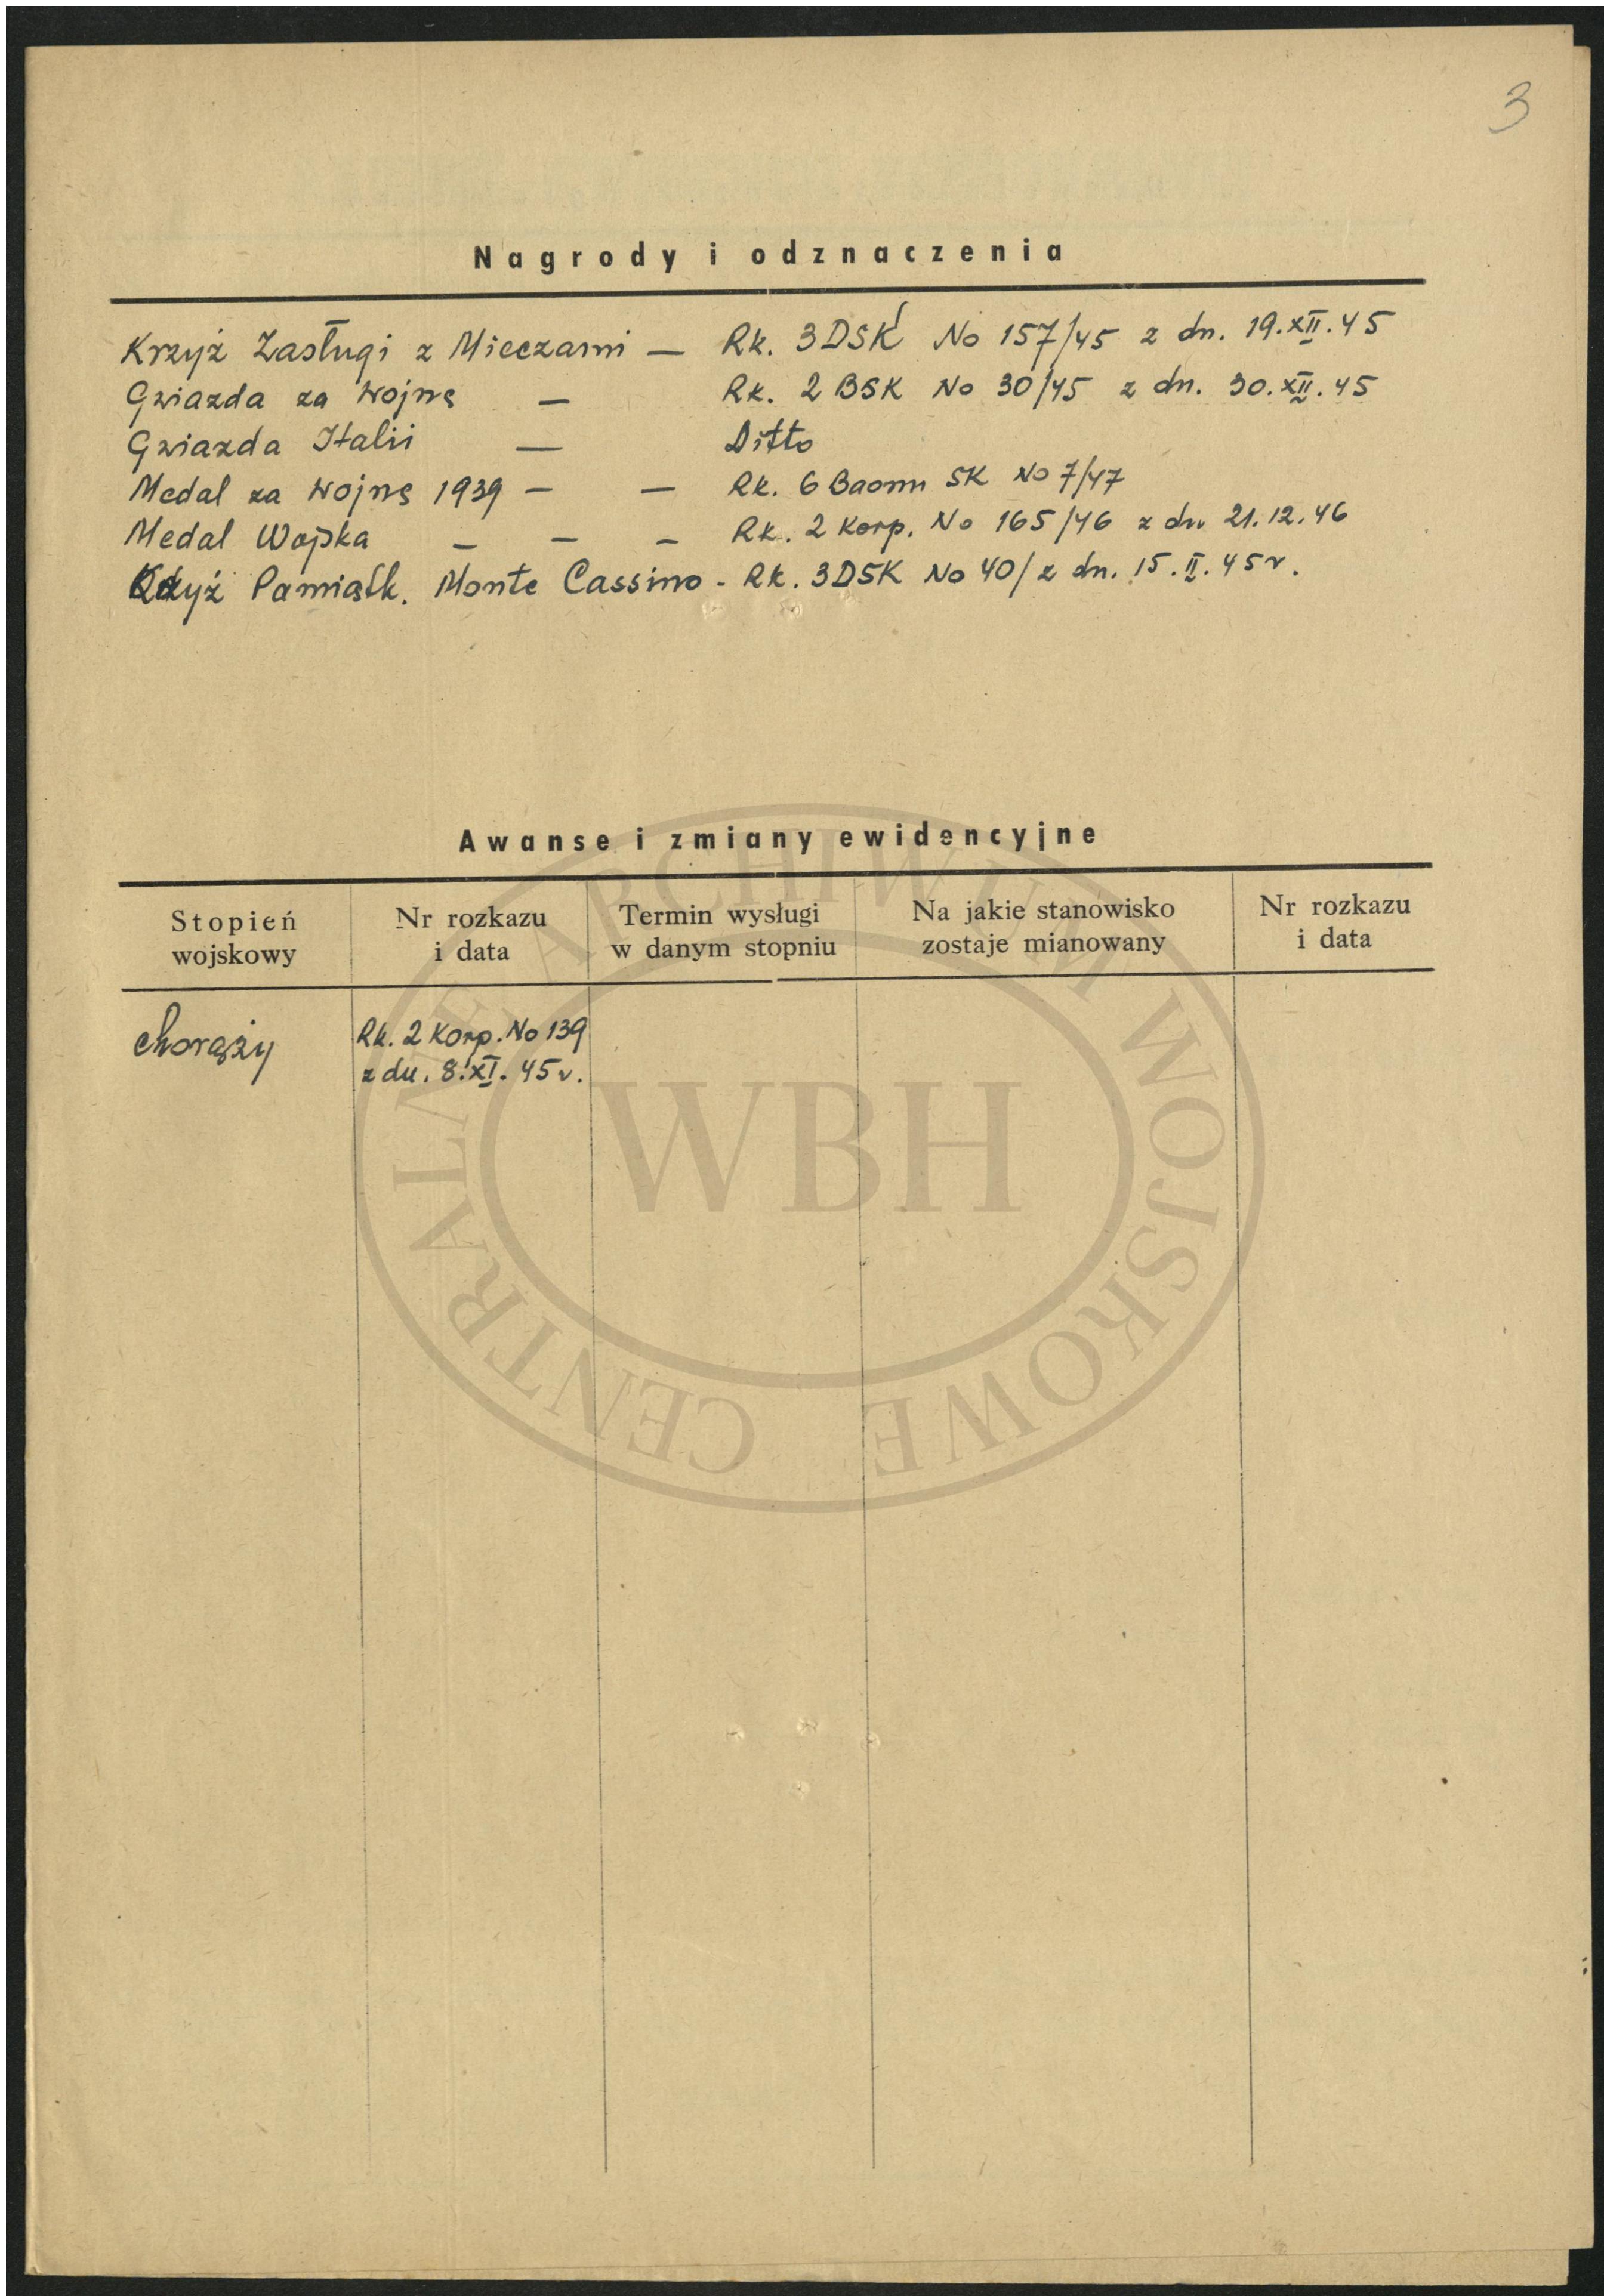 3
Nagrody i odznaczenia
Krzyż Zasługi z Mieczami — Rk. 3DSK No 157/45 z dn. 19.XII.45
Gwiazda za Wojnę — Rk. 2 BSK No 30/45 z dn. 30.XII.45
Gwiazda Italii — Ditto
Medal za Wojnę 1939 — — Rk. 6 Baonu SK No 7/47
Medal Wojska — — — Rk. 2 Korp. No 165/46 z dn. 21.12.46
Krzyż Pamiątk. Monte Cassino - Rk. 3DSK No 40/ z dn. 15.II.45r.
Awanse i zmiany ewidencyjne
Stopień wojskowy
Nr rozkazu i data
Termin wysługi w danym stopniu
Na jakie stanowisko zostaje mianowany
Nr rozkazu i data
chorąży
Rk. 2 Korp. No 139
z dn. 8.XI.45r.
WBH
CENTRALNE ARCHIWUM WOJSKOWE